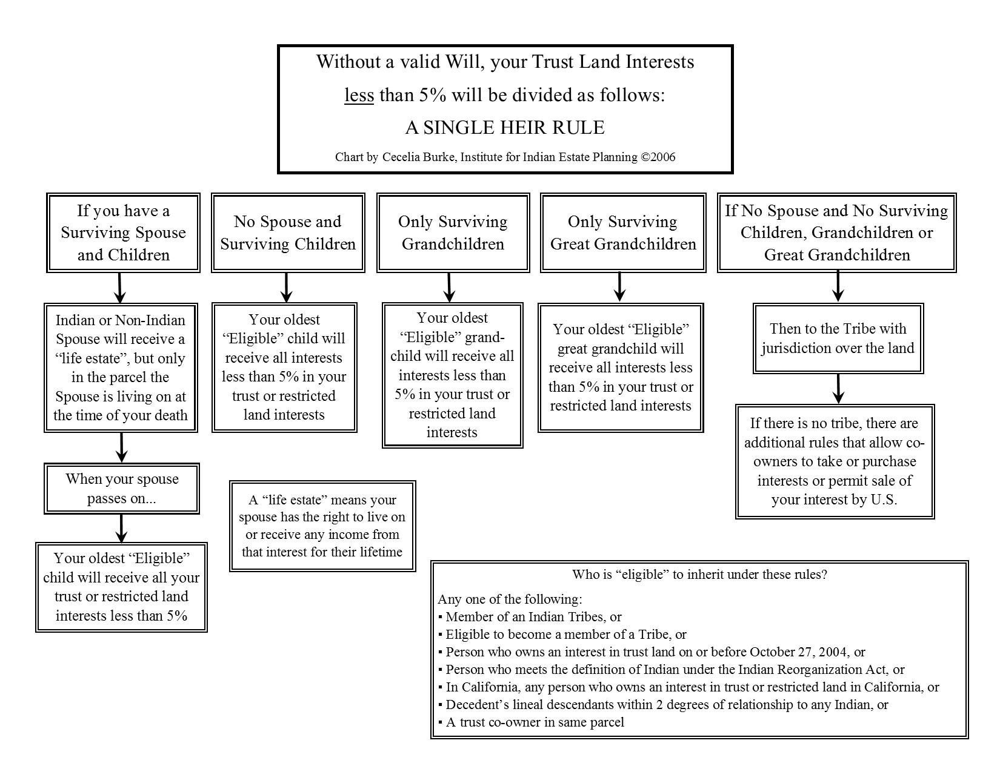 Without a valid Will, your Trust Land Interests
less than 5% will be divided as follows:
A SINGLE HEIR RULE
Chart by Cecelia Burke, Institute for Indian Estate Planning ©2006
If you have a
Surviving Spouse
and Children
Indian or Non-Indian
Spouse will receive a
“life estate”, but only
in the parcel the
Spouse is living on at
the time of your death
When your spouse
passes on...
Your oldest “Eligible”
child will receive all your
trust or restricted land
interests less than 5%
No Spouse and
Surviving Children
Your oldest
“Eligible” child will
receive all interests
less than 5% in your
trust or restricted
land interests
Only Surviving
Grandchildren
Your oldest
“Eligible” grand-
child will receive all
interests less than
5% in your trust or
restricted land
interests
Only Surviving
Great Grandchildren
Your oldest “Eligible”
great grandchild will
receive all interests less
than 5% in your trust or
restricted land interests
If No Spouse and No Surviving
Children, Grandchildren or
Great Grandchildren
Then to the Tribe with
jurisdiction over the land
If there is no tribe, there are
additional rules that allow co-
owners to take or purchase
interests or permit sale of
your interest by U.S.
A “life estate” means your
spouse has the right to live on
or receive any income from
that interest for their lifetime
Who is “eligible” to inherit under these rules?
Any one of the following:
▪ Member of an Indian Tribes, or
▪ Eligible to become a member of a Tribe, or
▪ Person who owns an interest in trust land on or before October 27, 2004, or
▪ Person who meets the definition of Indian under the Indian Reorganization Act, or
▪ In California, any person who owns an interest in trust or restricted land in California, or
▪ Decedent’s lineal descendants within 2 degrees of relationship to any Indian, or
▪ A trust co-owner in same parcel